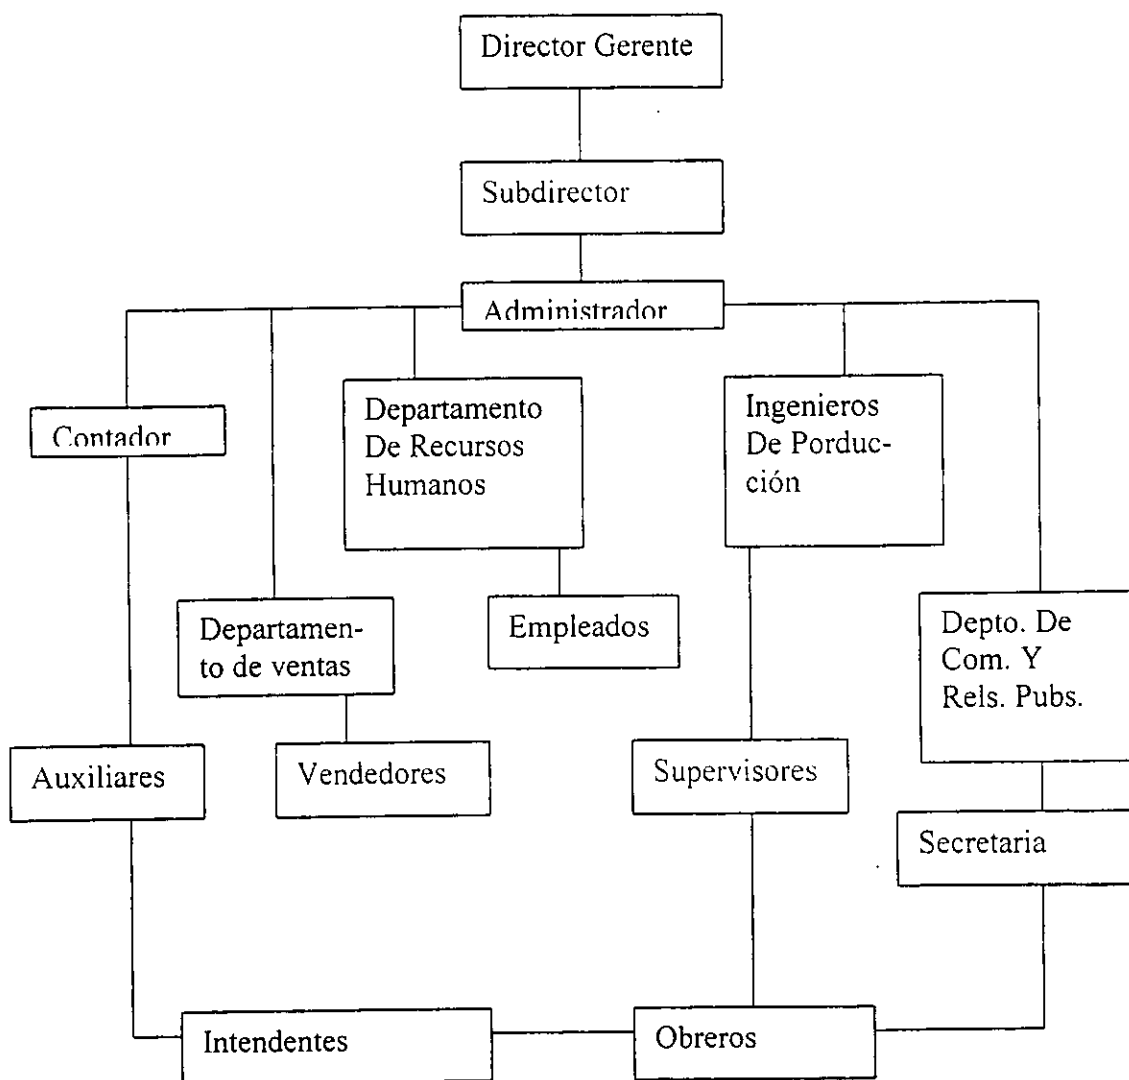 Director Gerente
Subdirector
Administrador
Contador
Departamento
De Recursos
Humanos
Ingenieros
De Porduc-
ción
Departamen-
to de ventas
Empleados
Depto. De
Com. Y
Rels. Pubs.
Auxiliares
Vendedores
Supervisores
Secretaria
Intendentes
Obreros